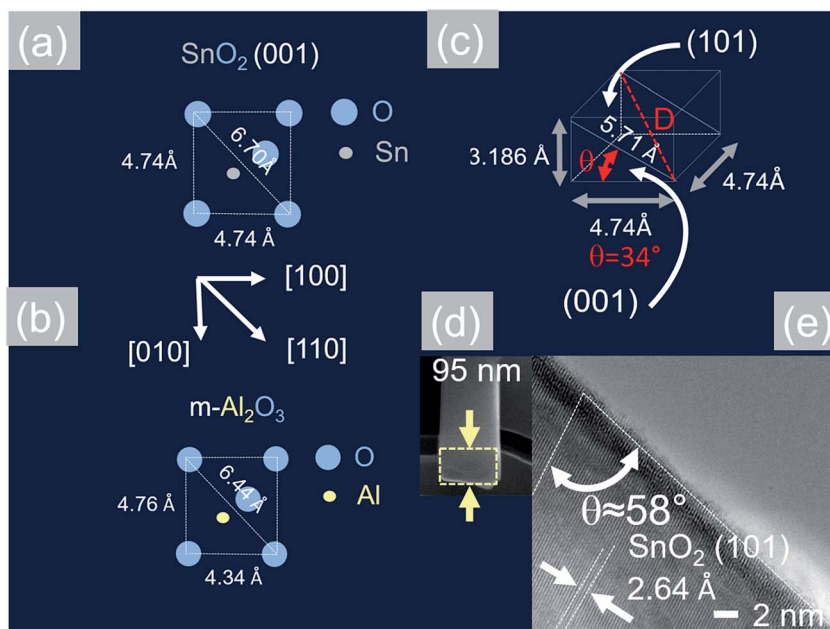 (a)
SnO2 (001)
O
Sn
6.70Å
4.74Å
4.74 Å
[100]
[010]
[110]
(b)
m-Al2O3
O
Al
6.44Å
4.76 Å
4.34 Å
(c)
(101)
D
5.71 Å
θ
3.186 Å
4.74Å
4.74Å
θ=34°
(001)
(d)
95 nm
(e)
θ≈58°
SnO2 (101)
2.64 Å
2 nm